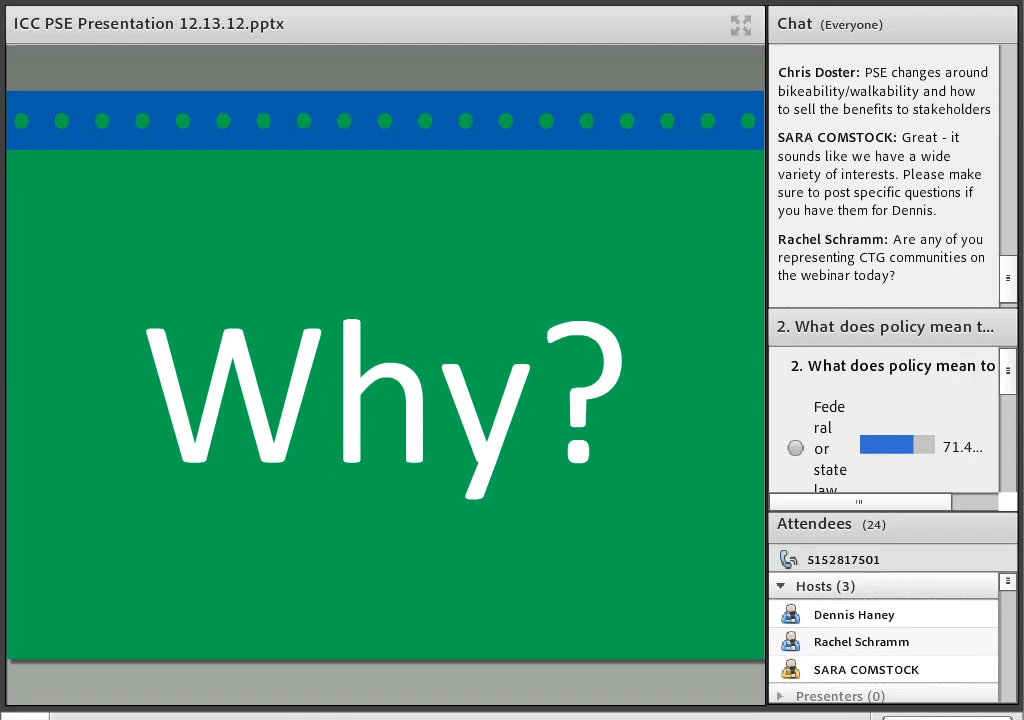 ICC PSE Presentation 12.13.12.pptx
Why?
Chat (Everyone)
Chris Doster: PSE changes around
bikeability/walkability and how
to sell the benefits to stakeholders
SARA COMSTOCK: Great - it
sounds like we have a wide
variety of interests. Please make
sure to post specific questions if
you have them for Dennis.
Rachel Schramm: Are any of you
representing CTG communities on
the webinar today?
2. What does policy mean t...
2. What does policy mean to
Fede
ral
or
state
law
71.4...
Attendees (24)
5152817501
Hosts (3)
Dennis Haney
Rachel Schramm
SARA COMSTOCK
Presenters (0)